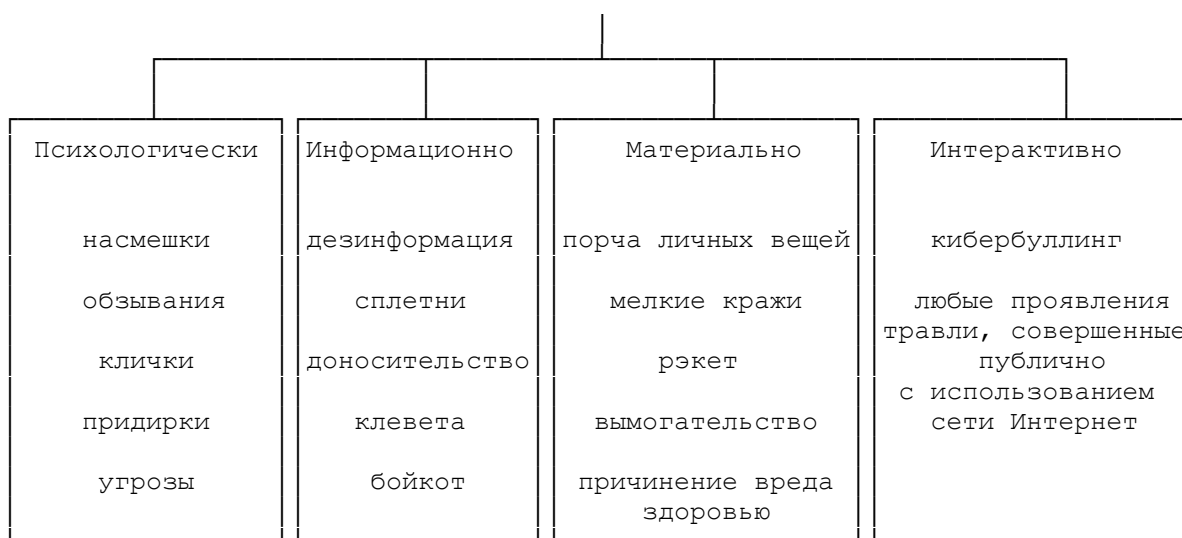 Психологически
насмешки
обзывания
клички
придирки
угрозы
Информационно
дезинформация
сплетни
доносительство
клевета
бойкот
Материально
порча личных вещей
мелкие кражи
рэкет
вымогательство
причинение вреда
здоровью
Интерактивно
кибербуллинг
любые проявления
травли, совершенные
публично
с использованием
сети Интернет